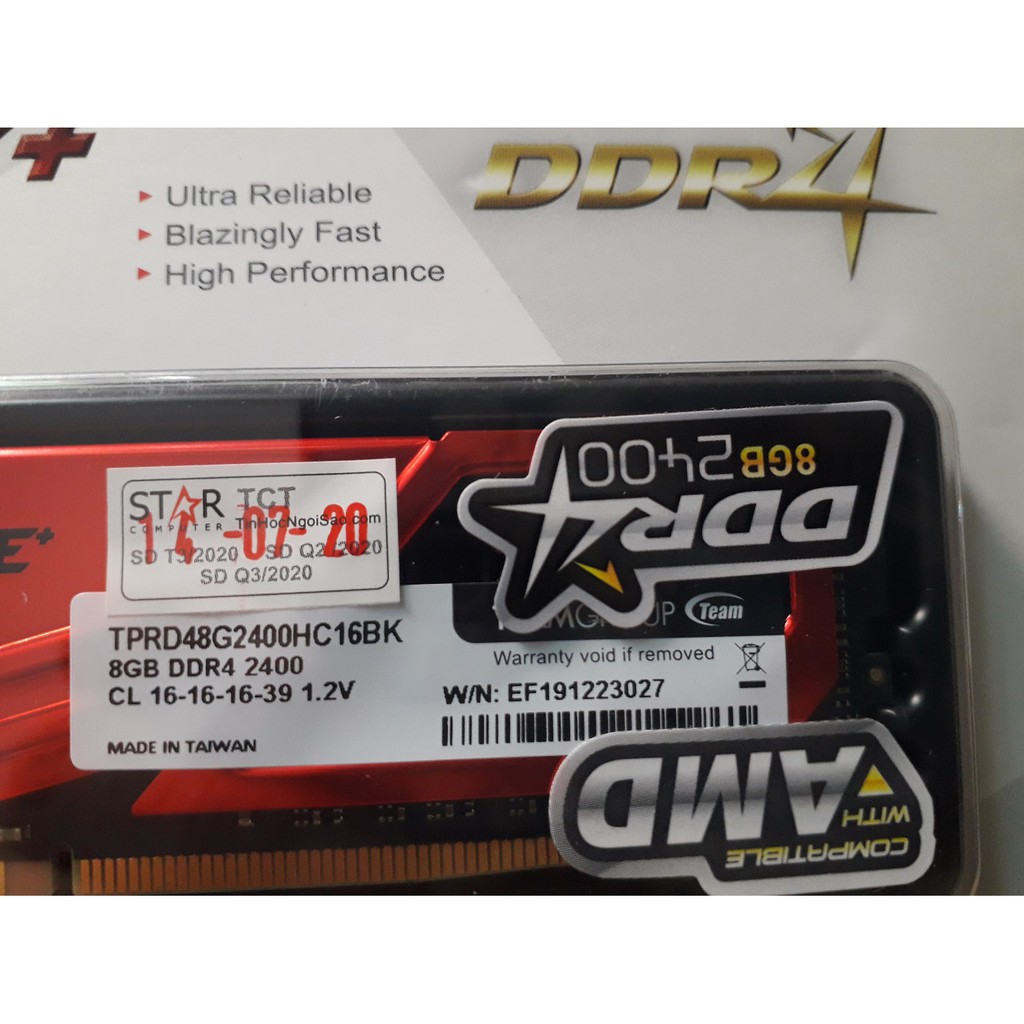 +
Ultra Reliable
Blazingly Fast
High Performance
DDR4
8GB 2400
DDR4
E+
STAR TCT
COMPUTER TinHocNgoiSao.com
-07-20
SD T3/2020 SD Q2/2020
SD Q3/2020
Team
TPRD48G2400HC16BK
8GB DDR4 2400
CL 16-16-16-39 1.2V
Warranty void if removed
W/N: EF191223027
MADE IN TAIWAN
COMPATIBLE
WITH
AMD